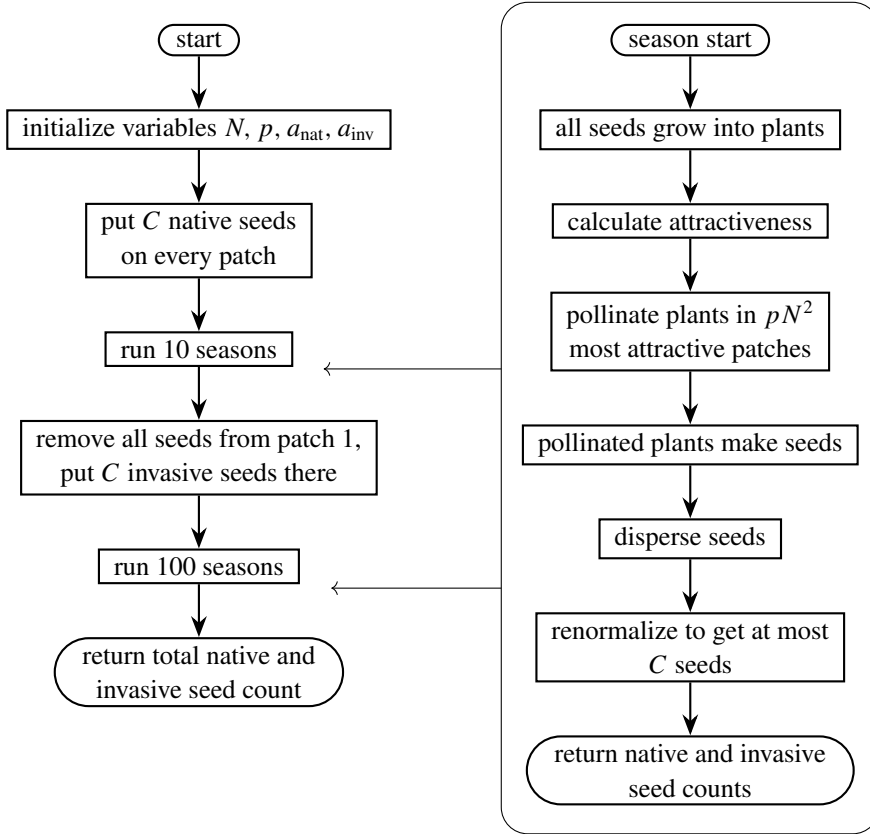 start
initialize variables N, p, a_nat, a_inv
put C native seeds
on every patch
run 10 seasons
remove all seeds from patch 1,
put C invasive seeds there
run 100 seasons
return total native and
invasive seed count
season start
all seeds grow into plants
calculate attractiveness
pollinate plants in pN²
most attractive patches
pollinated plants make seeds
disperse seeds
renormalize to get at most
C seeds
return native and invasive
seed counts